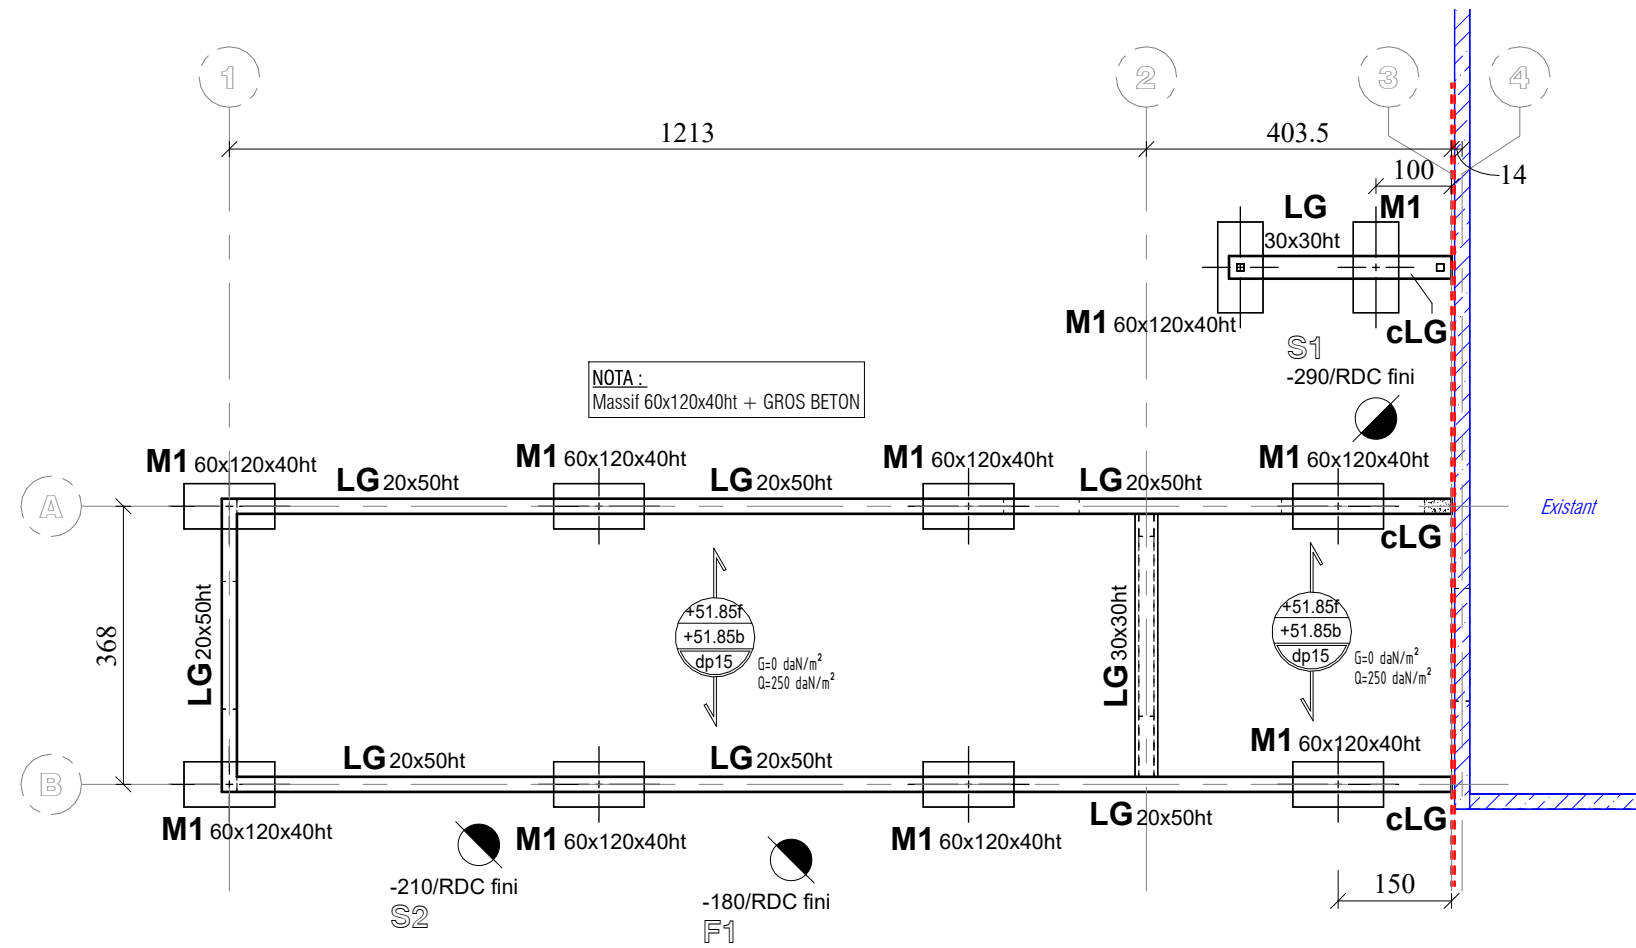 1
2
3
4
1213
403.5
100
14
LG
M1
30x30ht
M1 60x120x40ht
cLG
S1
-290/RDC fini
NOTA :
Massif 60x120x40ht + GROS BETON
M1 60x120x40ht
LG 20x50ht
M1 60x120x40ht
LG 20x50ht
M1 60x120x40ht
LG 20x50ht
M1 60x120x40ht
A
Existant
cLG
368
LG 20x50ht
+51.85f
+51.85b
dp15
G=0 daN/m²
Q=250 daN/m²
LG 30x30ht
+51.85f
+51.85b
dp15
G=0 daN/m²
Q=250 daN/m²
M1 60x120x40ht
B
LG 20x50ht
LG 20x50ht
LG 20x50ht
cLG
M1 60x120x40ht
M1 60x120x40ht
M1 60x120x40ht
-210/RDC fini
S2
-180/RDC fini
F1
150